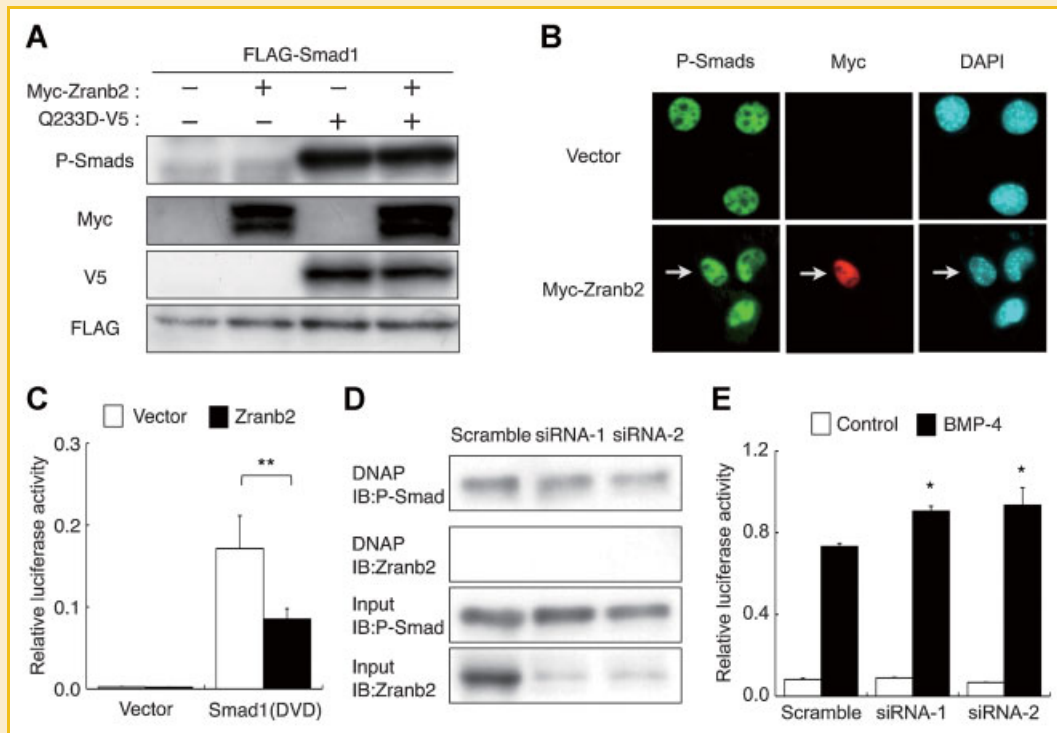 A
FLAG-Smad1
Myc-Zranb2 : − + − +
Q233D-V5 : − − + +
P-Smads
Myc
V5
FLAG
B
P-Smads Myc DAPI
Vector
Myc-Zranb2
C
Vector Zranb2
Relative luciferase activity
0.3
0.2
0.1
0.0
**
Vector Smad1(DVD)
D
Scramble siRNA-1 siRNA-2
DNAP
IB:P-Smad
DNAP
IB:Zranb2
Input
IB:P-Smad
Input
IB:Zranb2
E
Control BMP-4
Relative luciferase activity
1.2
0.8
0.4
0.0
* *
Scramble siRNA-1 siRNA-2